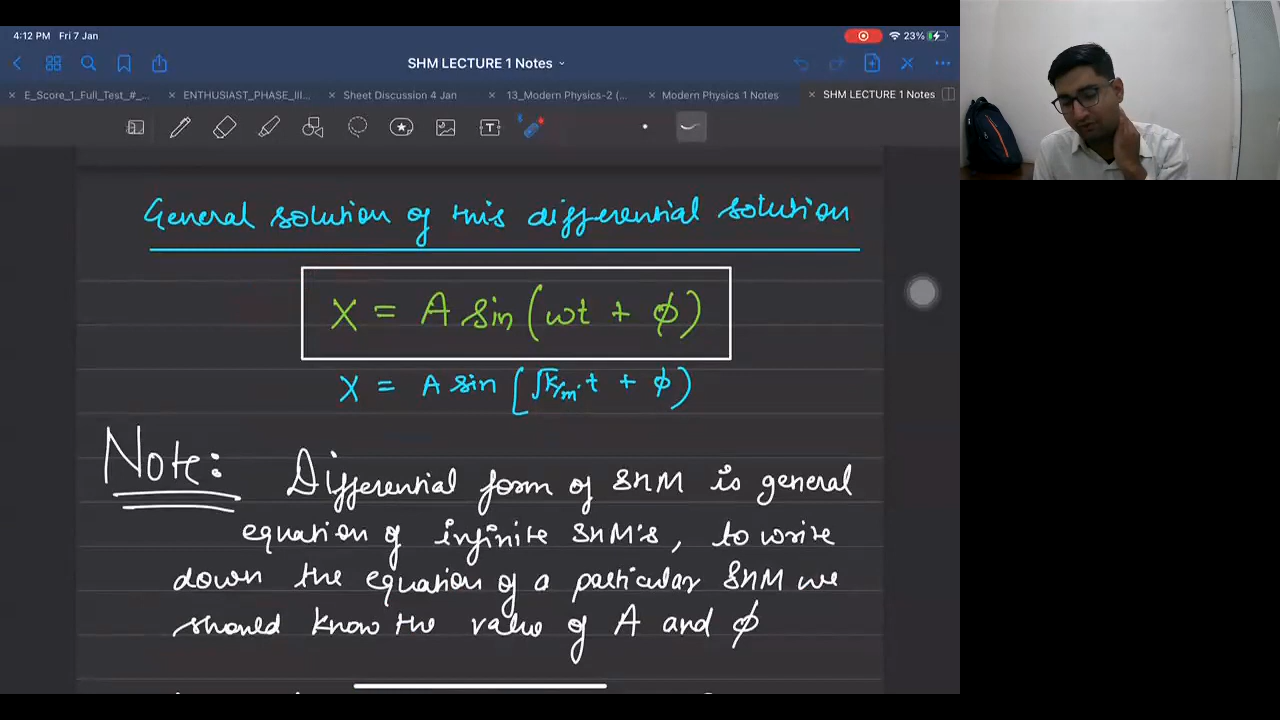 4:12 PM Fri 7 Jan
23%
SHM LECTURE 1 Notes
E_Score_1_Full_Test_#_...
ENTHUSIAST_PHASE_III...
Sheet Discussion 4 Jan
13_Modern Physics-2 (...
Modern Physics 1 Notes
SHM LECTURE 1 Notes
General solution of this differential solution
X = A sin (ωt + ϕ)
X = A sin [√k/m t + ϕ)
Note: Differential form of SHM is general
equation of infinite SHM's, to write
down the equation of a particular SHM we
should know the value of A and ϕ